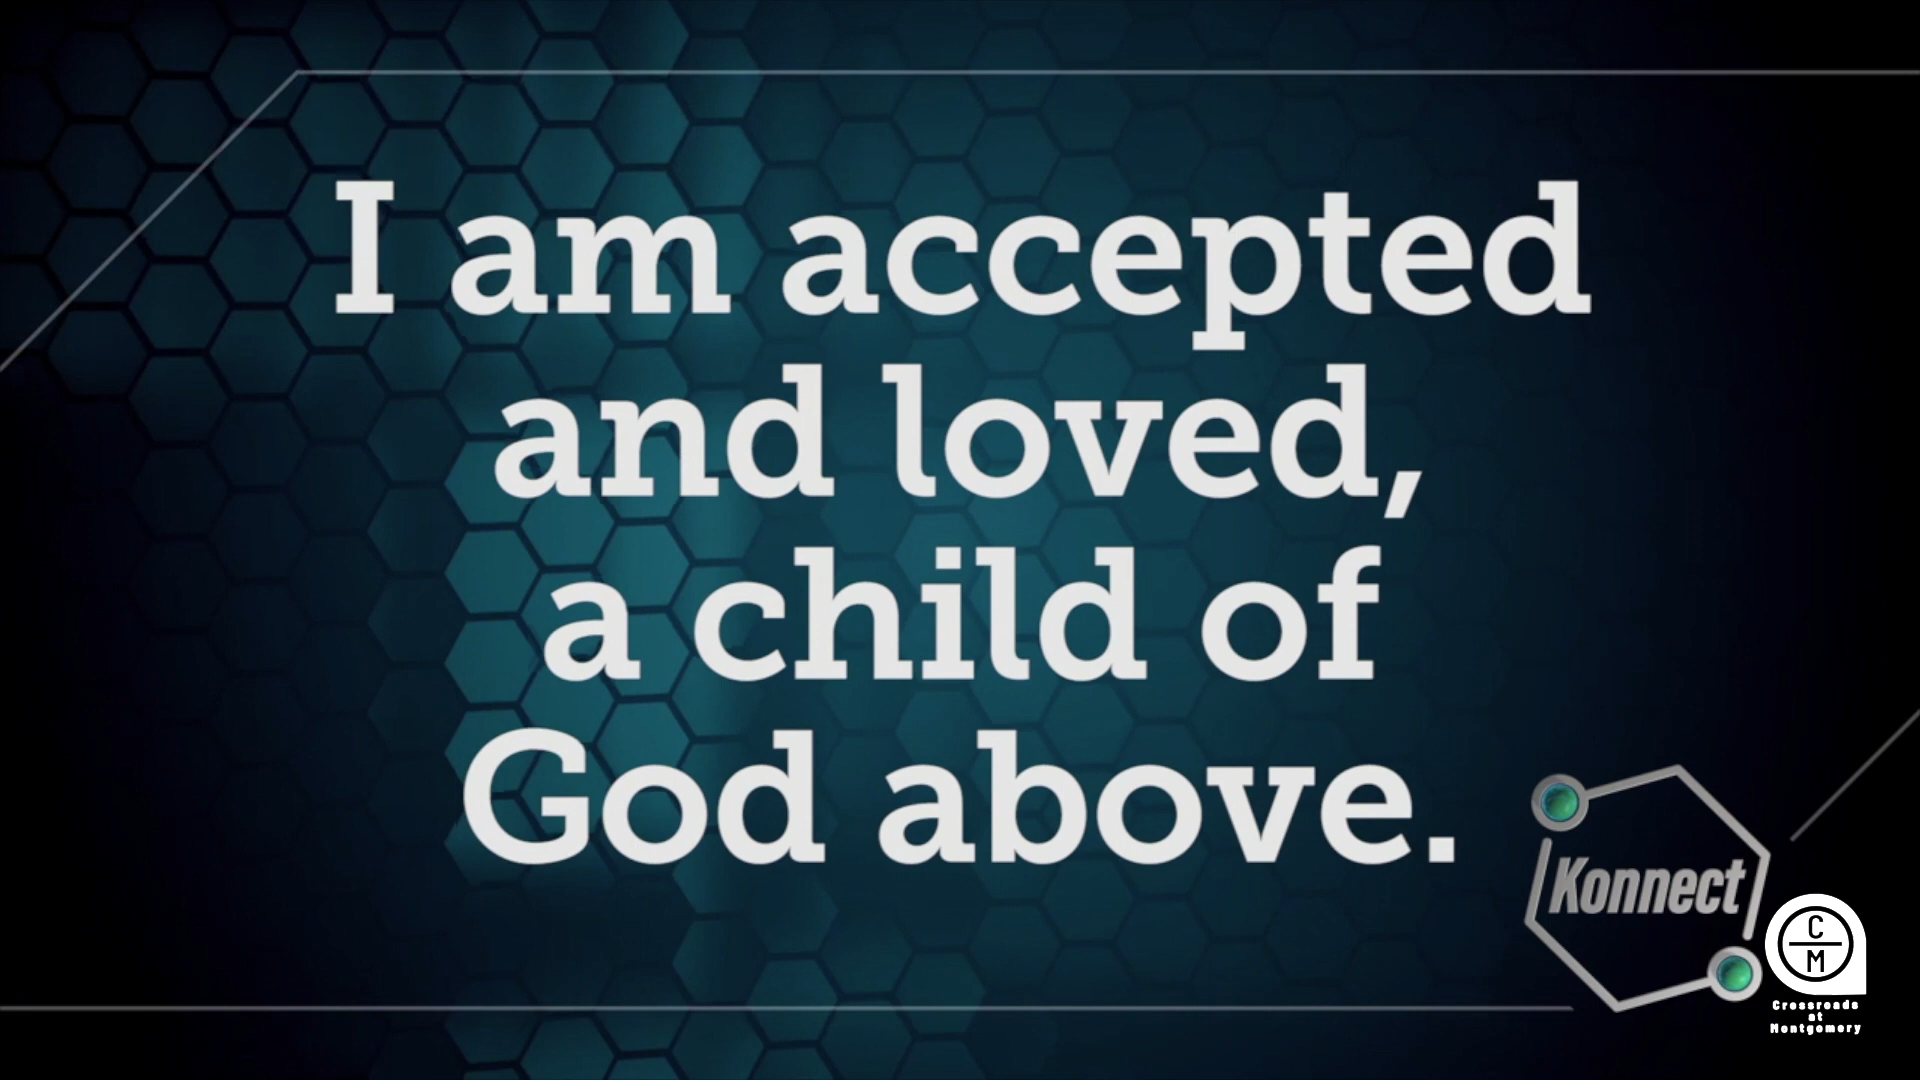 I am accepted
and loved,
a child of
God above.
Konnect
C
M
Crossroads
at
Montgomery